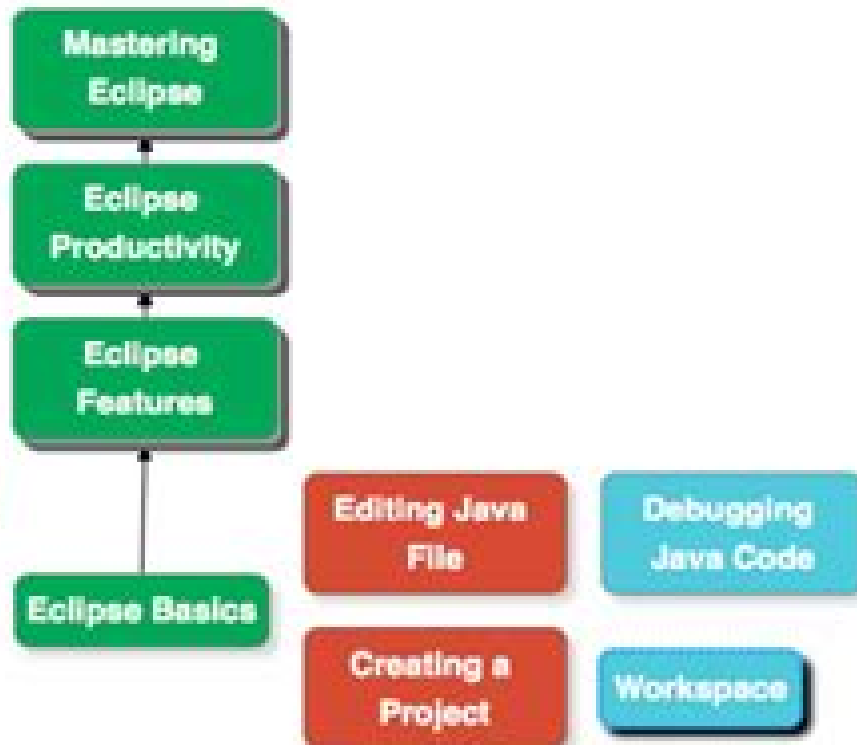 Mastering
Eclipse
Eclipse
Productivity
Eclipse
Features
Editing Java
File
Debugging
Java Code
Eclipse Basics
Creating a
Project
Workspace